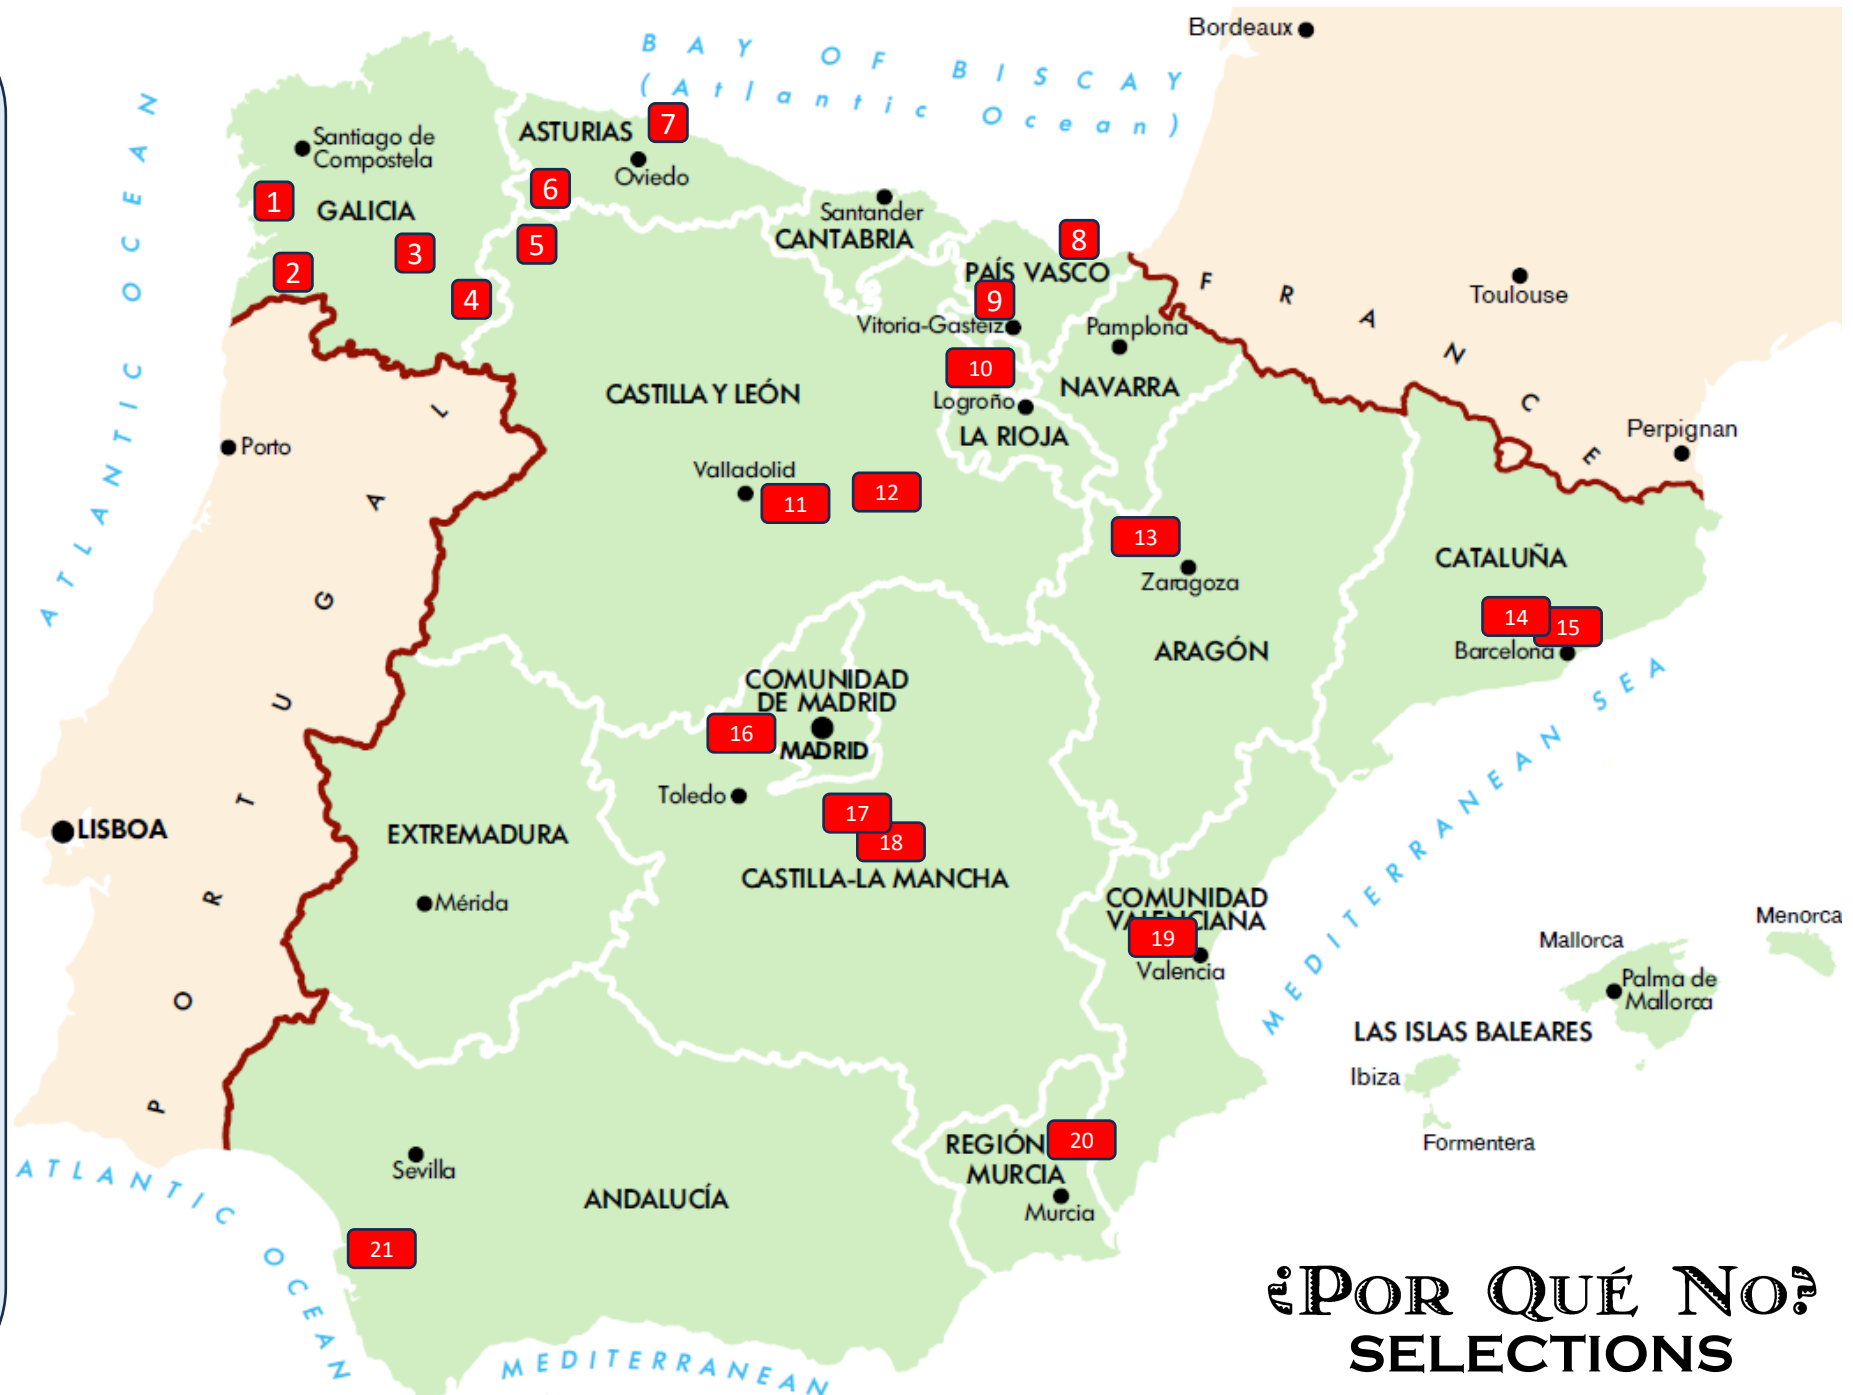 Bordeaux
BAY OF BISCAY
(Atlantic Ocean)
ATLANTIC OCEAN
ASTURIAS
7
Oviedo
Santiago de
Compostela
6
1
GALICIA
Santander
CANTABRIA
5
3
2
4
8
PAÍS VASCO
9
Vitoria-Gasteiz
Pamplona
FRANCE
Toulouse
10
NAVARRA
CASTILLA Y LEÓN
Logroño
LA RIOJA
Perpignan
Porto
PORTUGAL
Valladolid
11
12
13
Zaragoza
CATALUÑA
14
15
Barcelona
ARAGÓN
MEDITERRANEAN SEA
COMUNIDAD
DE MADRID
16
MADRID
Toledo
17
18
CASTILLA-LA MANCHA
LISBOA
EXTREMADURA
Mérida
COMUNIDAD
VALENCIANA
19
Valencia
Menorca
Mallorca
Palma de
Mallorca
LAS ISLAS BALEARES
Ibiza
Formentera
REGIÓN
20
MURCIA
Murcia
Sevilla
ANDALUCÍA
21
ATLANTIC OCEAN
MEDITERRANEAN
¿POR QUÉ NO?
SELECTIONS